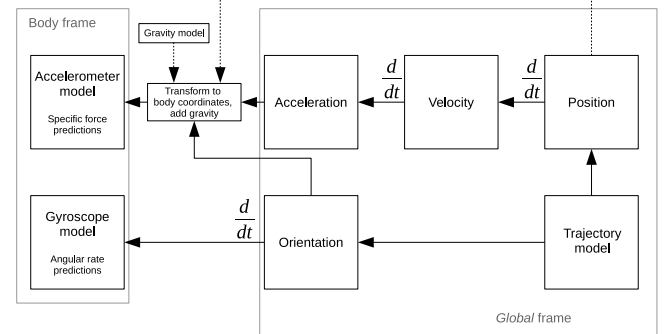 Body frame
Gravity model
Accelerometer
model
Specific force
predictions
Transform to
body coordinates,
add gravity
Acceleration
d
dt
Velocity
d
dt
Position
Gyroscope
model
Angular rate
predictions
d
dt
Orientation
Trajectory
model
Global frame